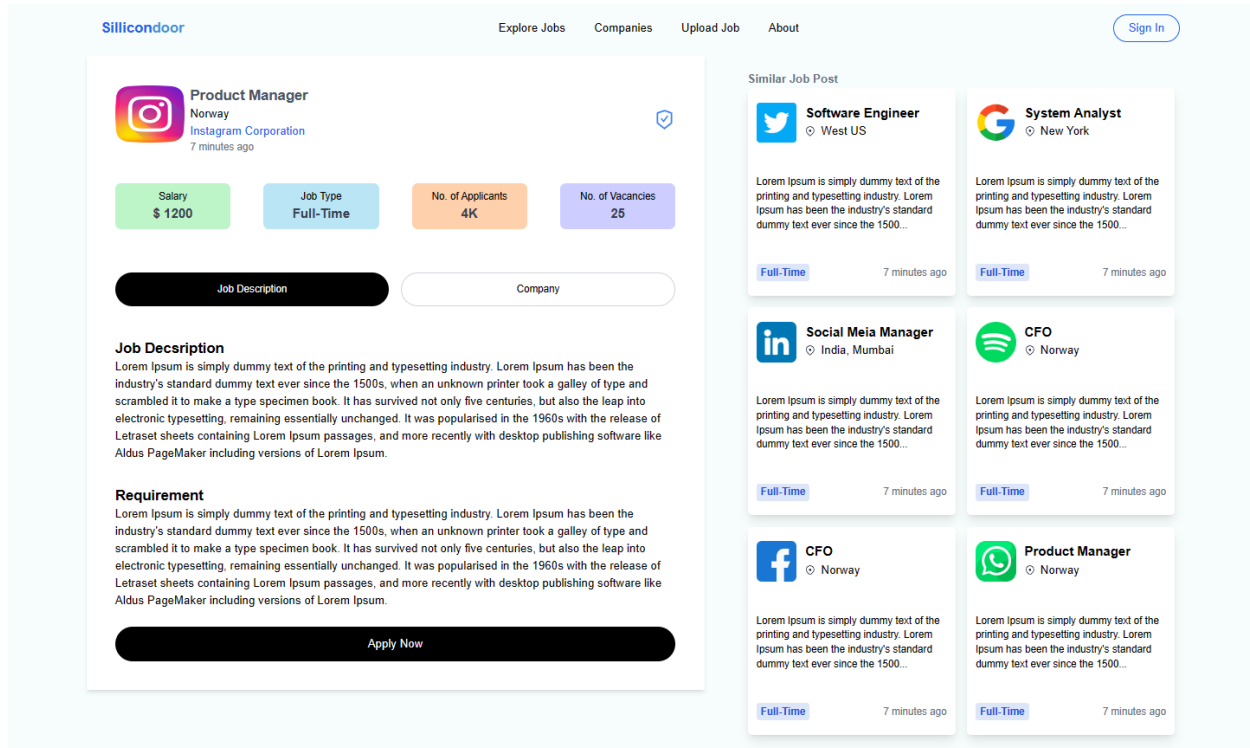 Sillicondoor
Explore Jobs
Companies
Upload Job
About
Sign In
Product Manager
Norway
Instagram Corporation
7 minutes ago
Salary
$ 1200
Job Type
Full-Time
No. of Applicants
4K
No. of Vacancies
25
Job Description
Company
Job Decsription
Lorem Ipsum is simply dummy text of the printing and typesetting industry. Lorem Ipsum has been the
industry's standard dummy text ever since the 1500s, when an unknown printer took a galley of type and
scrambled it to make a type specimen book. It has survived not only five centuries, but also the leap into
electronic typesetting, remaining essentially unchanged. It was popularised in the 1960s with the release of
Letraset sheets containing Lorem Ipsum passages, and more recently with desktop publishing software like
Aldus PageMaker including versions of Lorem Ipsum.
Requirement
Lorem Ipsum is simply dummy text of the printing and typesetting industry. Lorem Ipsum has been the
industry's standard dummy text ever since the 1500s, when an unknown printer took a galley of type and
scrambled it to make a type specimen book. It has survived not only five centuries, but also the leap into
electronic typesetting, remaining essentially unchanged. It was popularised in the 1960s with the release of
Letraset sheets containing Lorem Ipsum passages, and more recently with desktop publishing software like
Aldus PageMaker including versions of Lorem Ipsum.
Apply Now
Similar Job Post
Software Engineer
West US
Lorem Ipsum is simply dummy text of the
printing and typesetting industry. Lorem
Ipsum has been the industry's standard
dummy text ever since the 1500...
Full-Time
7 minutes ago
System Analyst
New York
Lorem Ipsum is simply dummy text of the
printing and typesetting industry. Lorem
Ipsum has been the industry's standard
dummy text ever since the 1500...
Full-Time
7 minutes ago
in
Social Meia Manager
India, Mumbai
Lorem Ipsum is simply dummy text of the
printing and typesetting industry. Lorem
Ipsum has been the industry's standard
dummy text ever since the 1500...
Full-Time
7 minutes ago
CFO
Norway
Lorem Ipsum is simply dummy text of the
printing and typesetting industry. Lorem
Ipsum has been the industry's standard
dummy text ever since the 1500...
Full-Time
7 minutes ago
f
CFO
Norway
Lorem Ipsum is simply dummy text of the
printing and typesetting industry. Lorem
Ipsum has been the industry's standard
dummy text ever since the 1500...
Full-Time
7 minutes ago
Product Manager
Norway
Lorem Ipsum is simply dummy text of the
printing and typesetting industry. Lorem
Ipsum has been the industry's standard
dummy text ever since the 1500...
Full-Time
7 minutes ago